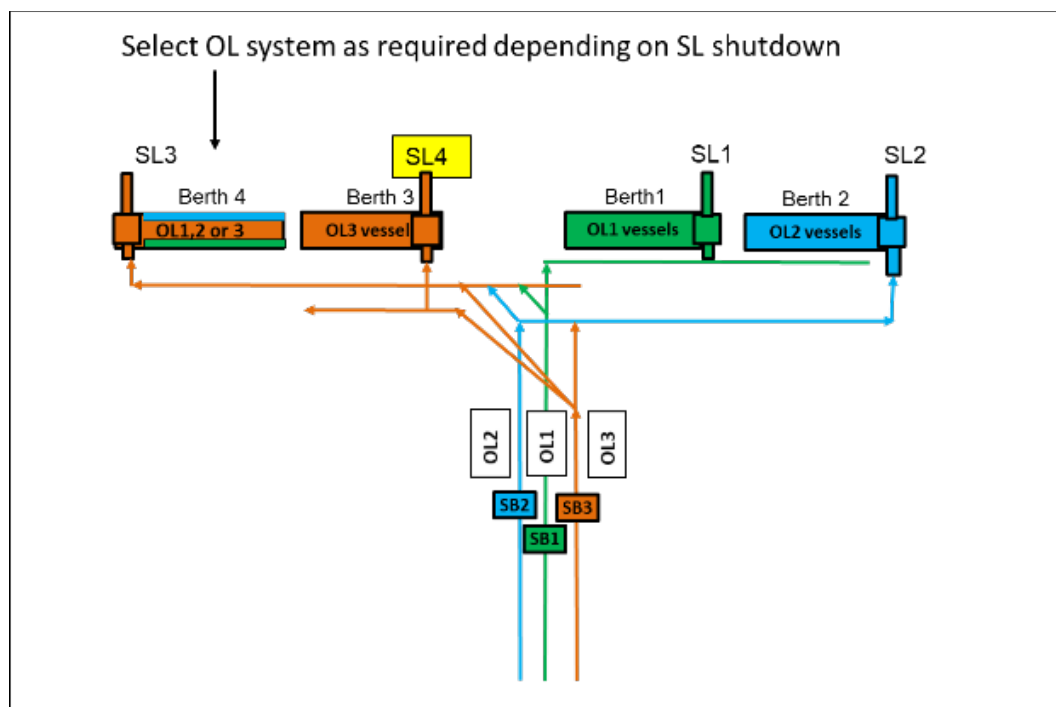 Select OL system as required depending on SL shutdown
SL3
SL4
SL1
SL2
Berth 4
Berth 3
Berth1
Berth 2
OL1,2 or 3
OL3 vessel
OL1 vessels
OL2 vessels
OL2
OL1
OL3
SB2
SB3
SB1